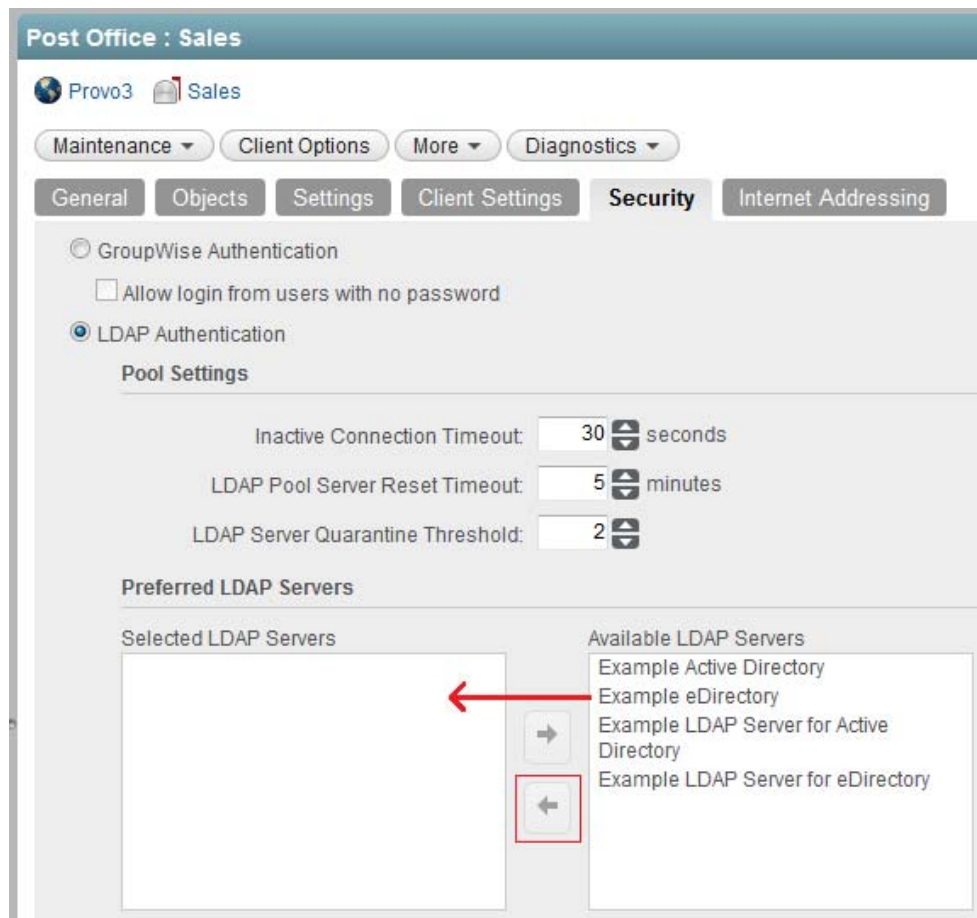 Post Office : Sales
Provo3 Sales
Maintenance Client Options More Diagnostics
General Objects Settings Client Settings Security Internet Addressing
GroupWise Authentication
Allow login from users with no password
LDAP Authentication
Pool Settings
Inactive Connection Timeout: 30 seconds
LDAP Pool Server Reset Timeout: 5 minutes
LDAP Server Quarantine Threshold: 2
Preferred LDAP Servers
Selected LDAP Servers
Available LDAP Servers
Example Active Directory
Example eDirectory
Example LDAP Server for Active
Directory
Example LDAP Server for eDirectory